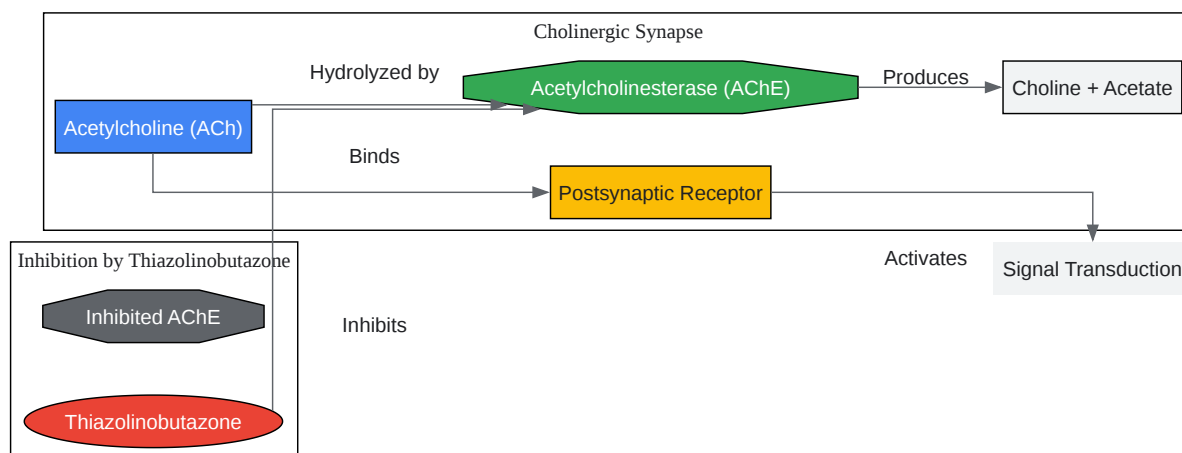 Cholinergic Synapse
Hydrolyzed by
Acetylcholinesterase (AChE)
Produces
Choline + Acetate
Acetylcholine (ACh)
Binds
Postsynaptic Receptor
Activates
Signal Transduction
Inhibition by Thiazolinobutazone
Inhibited AChE
Inhibits
Thiazolinobutazone